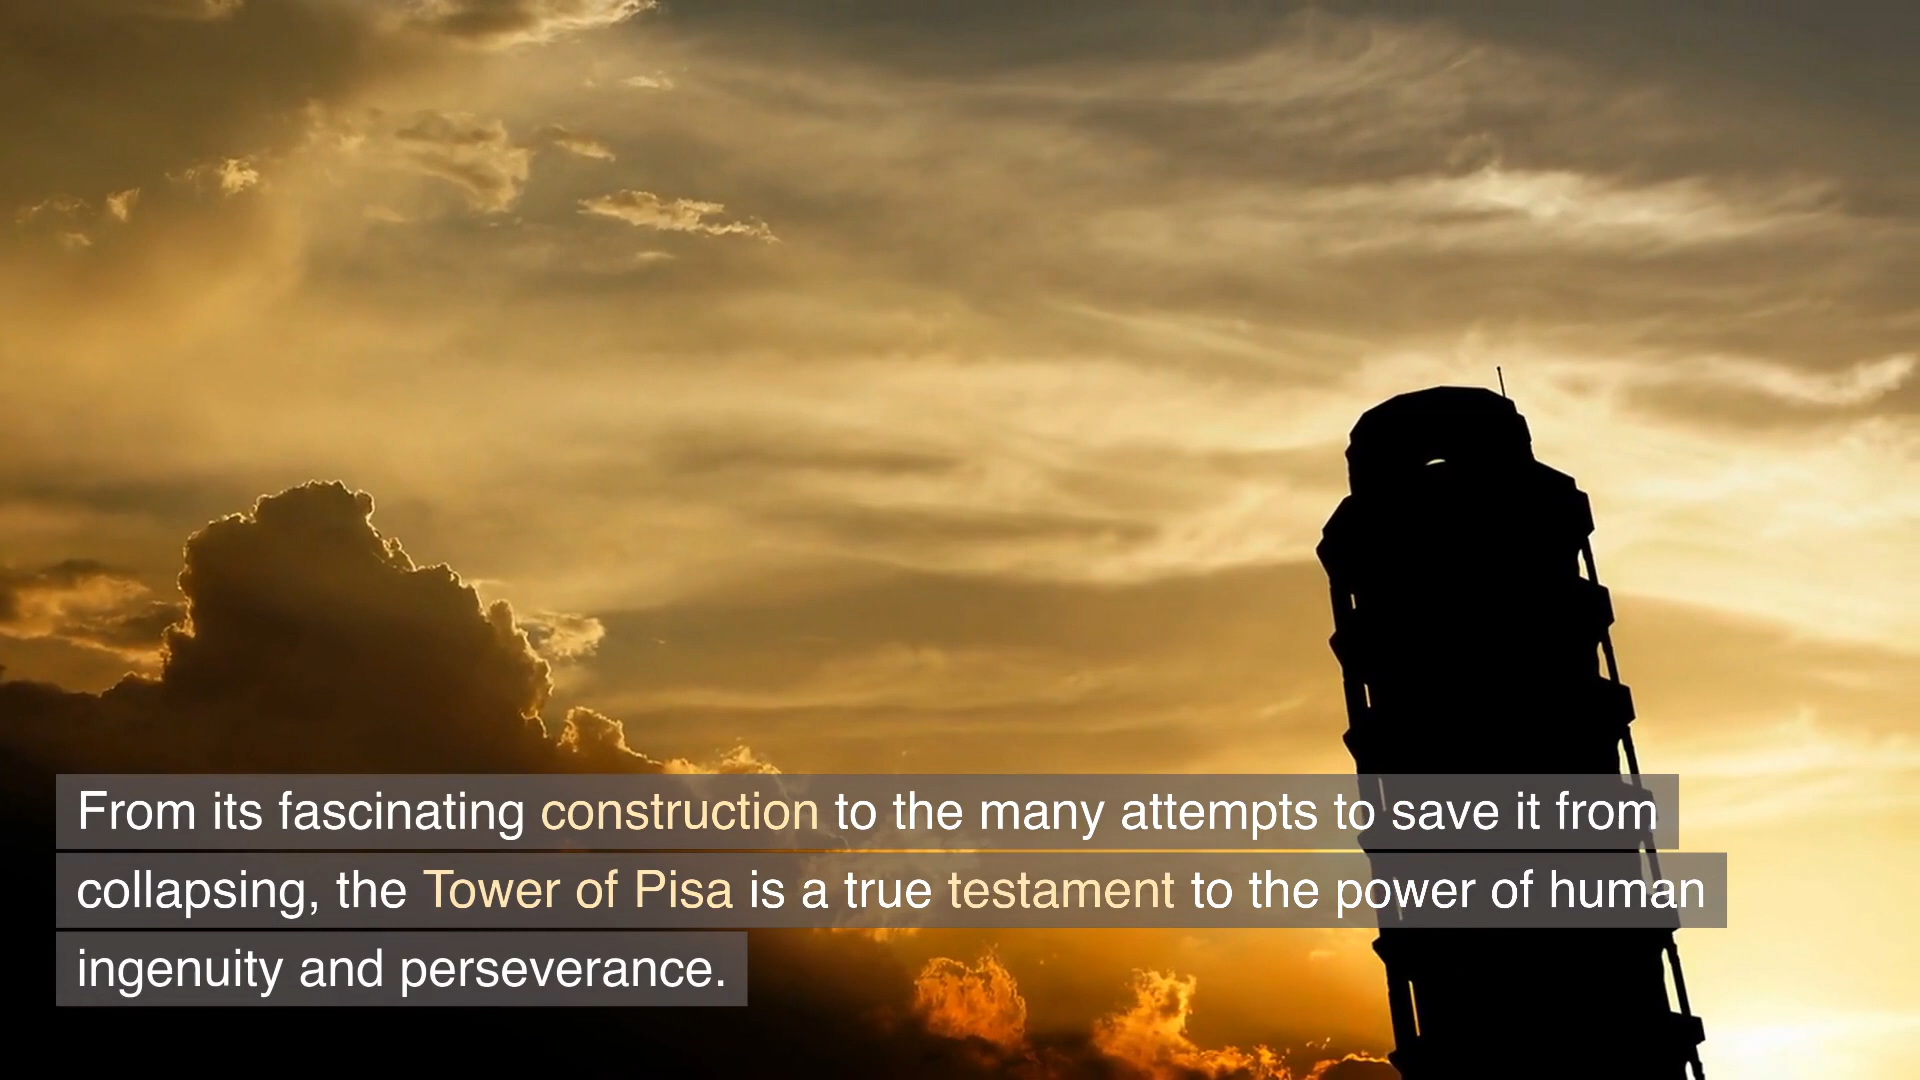 From its fascinating construction to the many attempts to save it from
collapsing, the Tower of Pisa is a true testament to the power of human
ingenuity and perseverance.